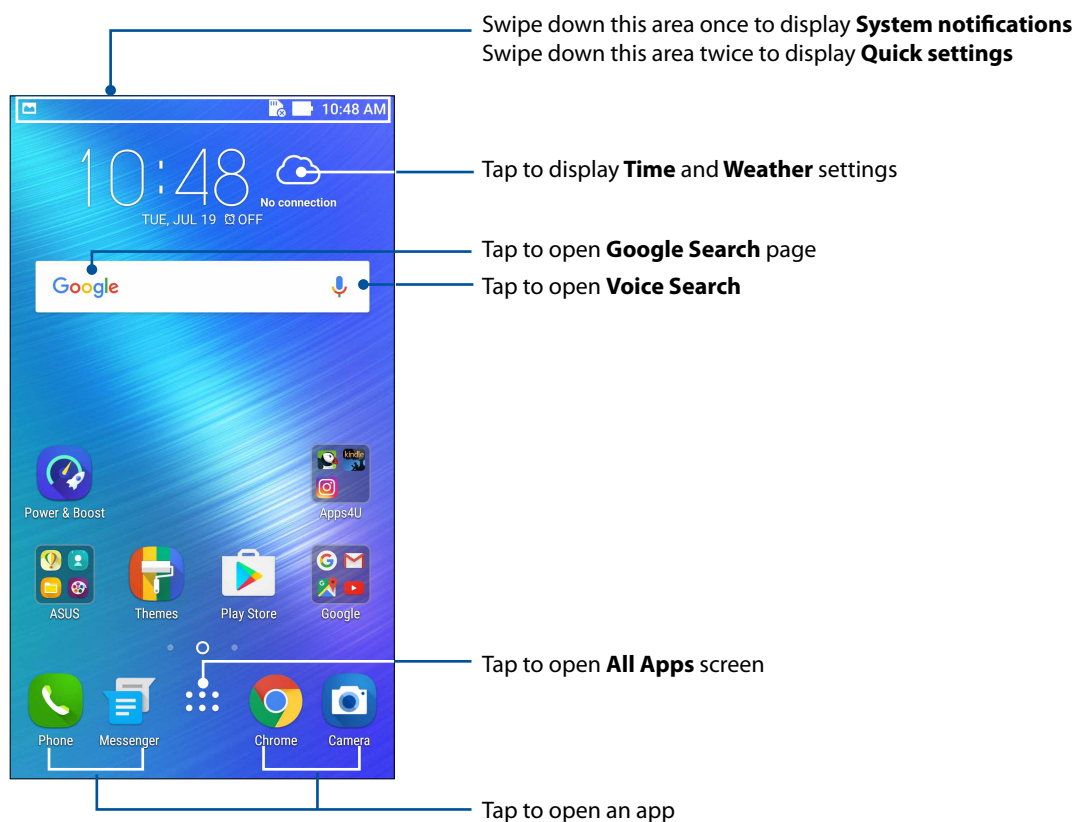 Swipe down this area once to display System notifications
Swipe down this area twice to display Quick settings
10:48 AM
10:48
No connection
TUE, JUL 19 OFF
Tap to display Time and Weather settings
Tap to open Google Search page
Google
Tap to open Voice Search
kindle
Power & Boost
Apps4U
ASUS
Themes
Play Store
Google
Tap to open All Apps screen
Phone
Messenger
Chrome
Camera
Tap to open an app